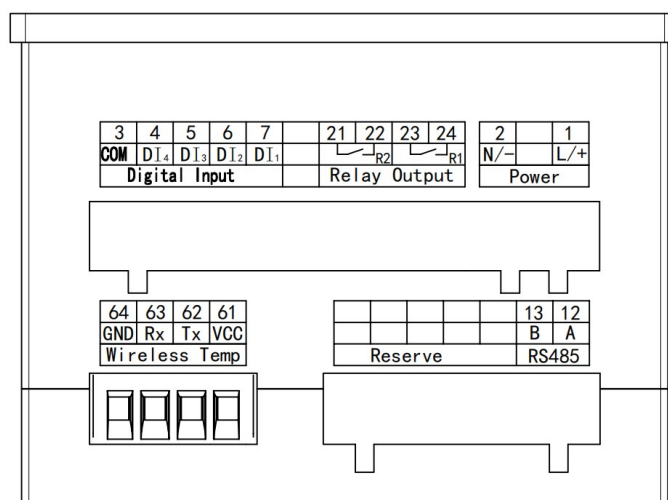 3 4 5 6 7 21 22 23 24 2 1
COM DI4 DI3 DI2 DI1 R2 R1 N/- L/+
Digital Input Relay Output Power
64 63 62 61 13 12
GND Rx Tx VCC B A
Wireless Temp Reserve RS485